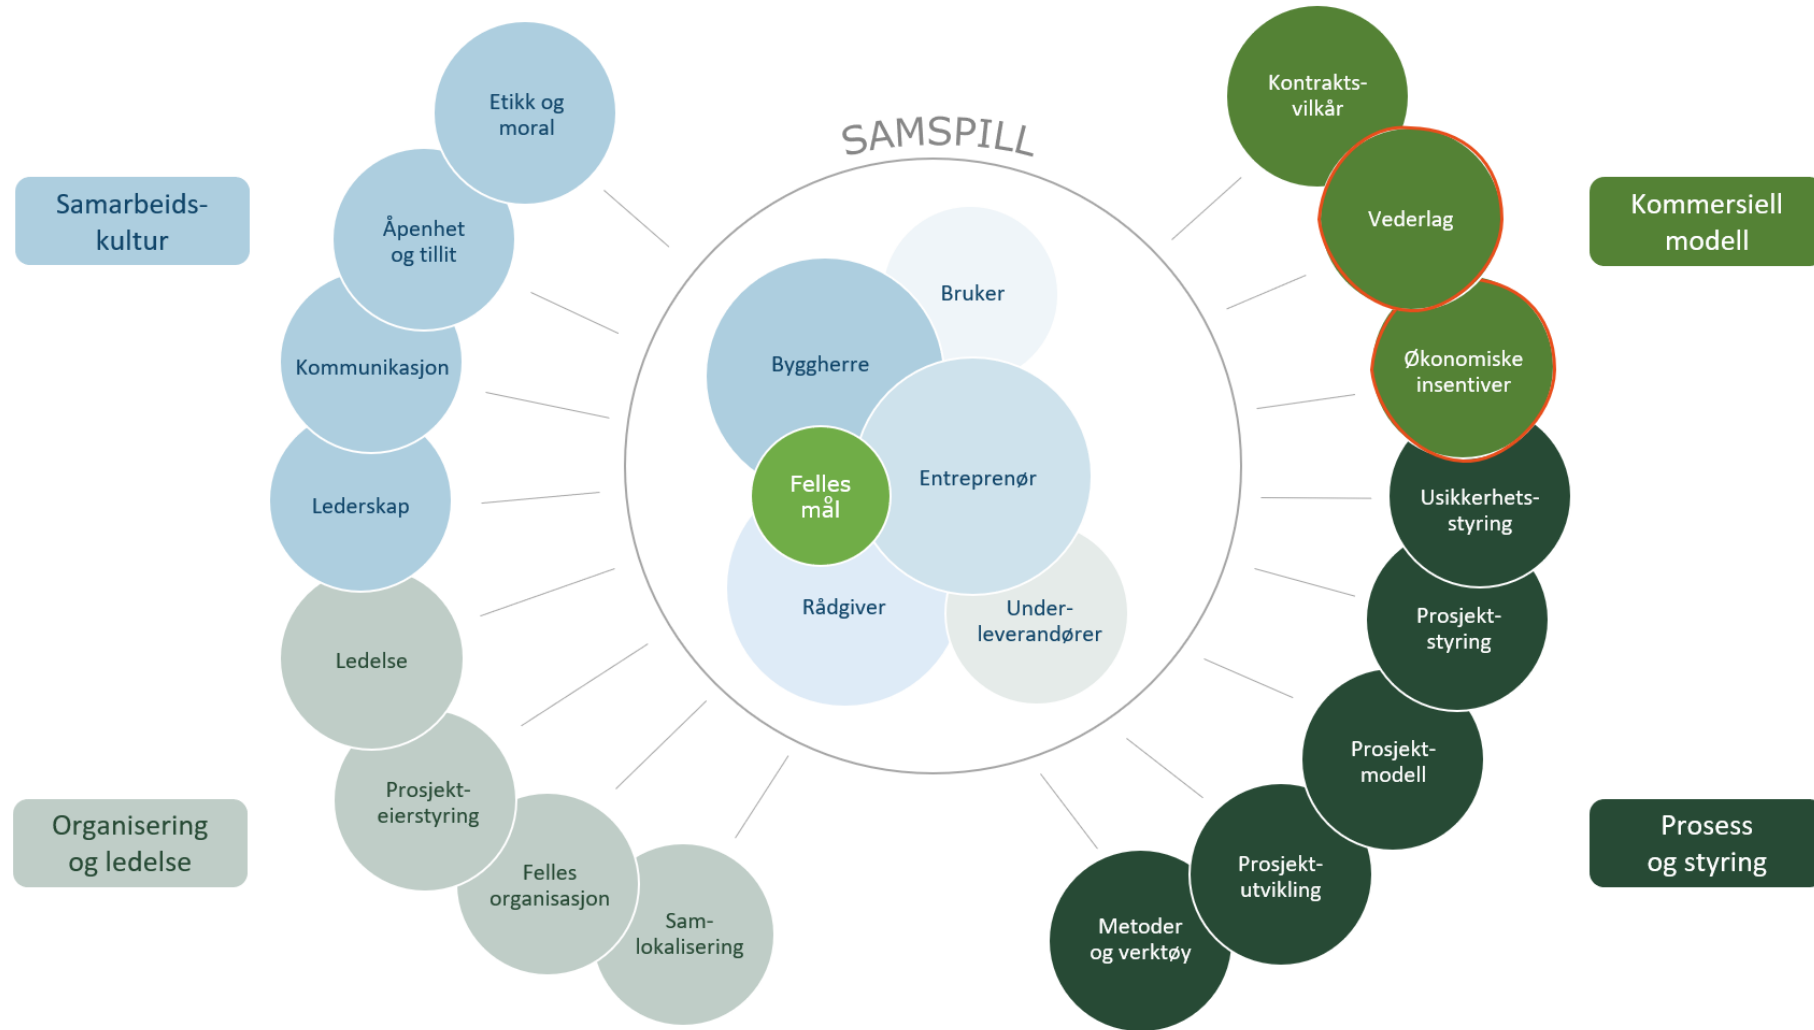 SAMSPILL
Samarbeids-
kultur
Etikk og
moral
Åpenhet
og tillit
Kommunikasjon
Lederskap
Organisering
og ledelse
Ledelse
Prosjekt-
eierstyring
Felles
organisasjon
Sam-
lokalisering
Bruker
Byggherre
Entreprenør
Felles
mål
Rådgiver
Under-
leverandører
Kommersiell
modell
Kontrakts-
vilkår
Vederlag
Økonomiske
insentiver
Prosess
og styring
Usikkerhets-
styring
Prosjekt-
styring
Prosjekt-
modell
Prosjekt-
utvikling
Metoder
og verktøy